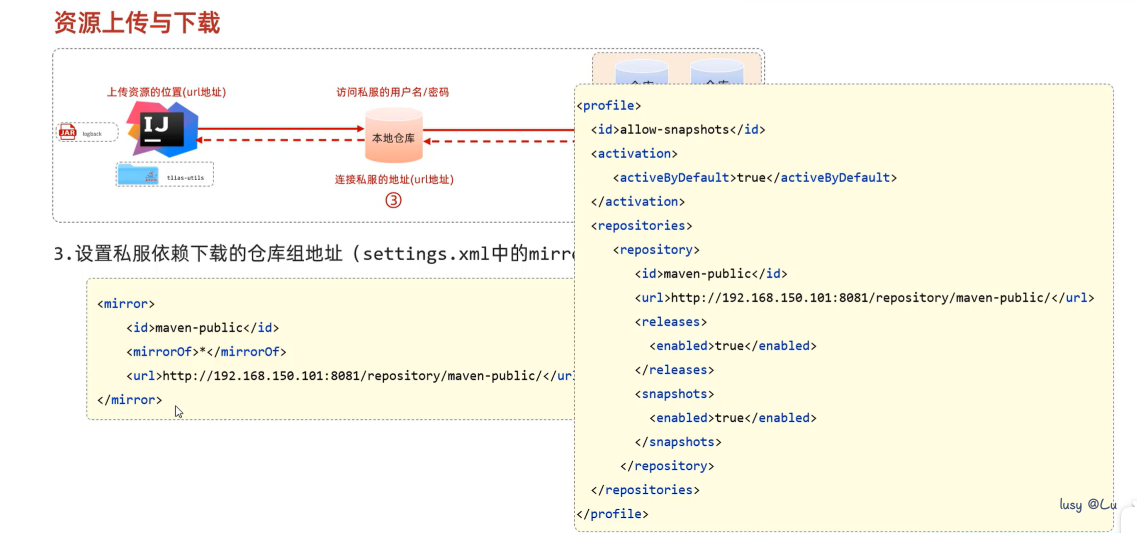 资源上传与下载
上传资源的位置(url地址)
访问私服的用户名/密码
JAR
logback
IJ
本地仓库
tlias-utils
连接私服的地址(url地址)
③
3.设置私服依赖下载的仓库组地址（settings.xml中的
<mirror>
<id>maven-public</id>
<mirrorOf>*</mirrorOf>
<url>http://192.168.150.101:8081/repository/maven-public/</url
</mirror>
<profile>
<id>allow-snapshots</id>
<activation>
<activeByDefault>true</activeByDefault>
</activation>
<repositories>
<repository>
<id>maven-public</id>
<url>http://192.168.150.101:8081/repository/maven-public/</url>
<releases>
<enabled>true</enabled>
</releases>
<snapshots>
<enabled>true</enabled>
</snapshots>
</repository>
</repositories>
</profile>
lusy @Lu